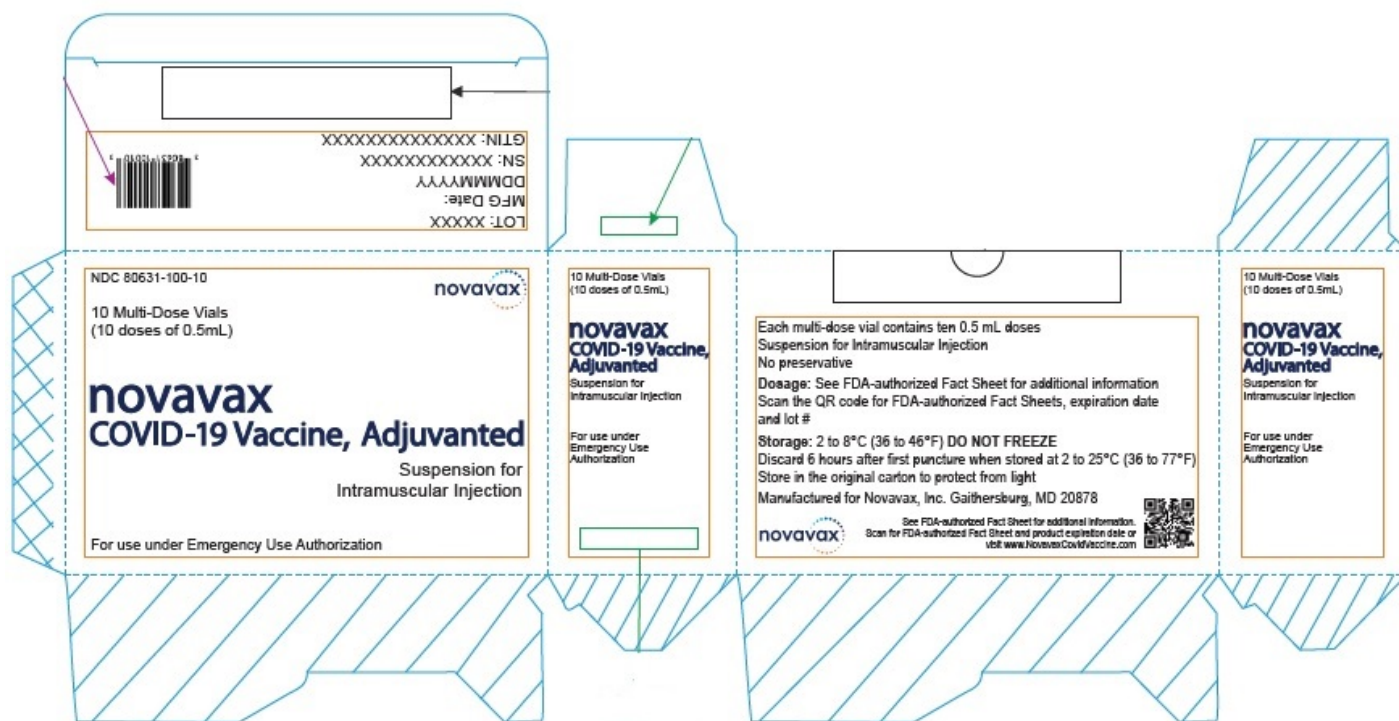 LOT: XXXXX
MFG Date:
DDMMMYYYY
SN: XXXXXXXXXXXXX
GTIN: XXXXXXXXXXXXXXX
NDC 80631-100-10
novavax
10 Multi-Dose Vials
(10 doses of 0.5mL)
novavax
COVID-19 Vaccine, Adjuvanted
Suspension for
Intramuscular Injection
For use under Emergency Use Authorization
10 Multi-Dose Vials
(10 doses of 0.5mL)
novavax
COVID-19 Vaccine,
Adjuvanted
Suspension for
Intramuscular Injection
For use under
Emergency Use
Authorization
Each multi-dose vial contains ten 0.5 mL doses
Suspension for Intramuscular Injection
No preservative
Dosage: See FDA-authorized Fact Sheet for additional information
Scan the QR code for FDA-authorized Fact Sheets, expiration date
and lot #
Storage: 2 to 8°C (36 to 46°F) DO NOT FREEZE
Discard 6 hours after first puncture when stored at 2 to 25°C (36 to 77°F)
Store in the original carton to protect from light
Manufactured for Novavax, Inc. Gaithersburg, MD 20878
novavax
See FDA-authorized Fact Sheet for additional information.
Scan for FDA-authorized Fact Sheet and product expiration date or
visit www.NovavaxCovidVaccine.com
10 Multi-Dose Vials
(10 doses of 0.5mL)
novavax
COVID-19 Vaccine,
Adjuvanted
Suspension for
Intramuscular Injection
For use under
Emergency Use
Authorization